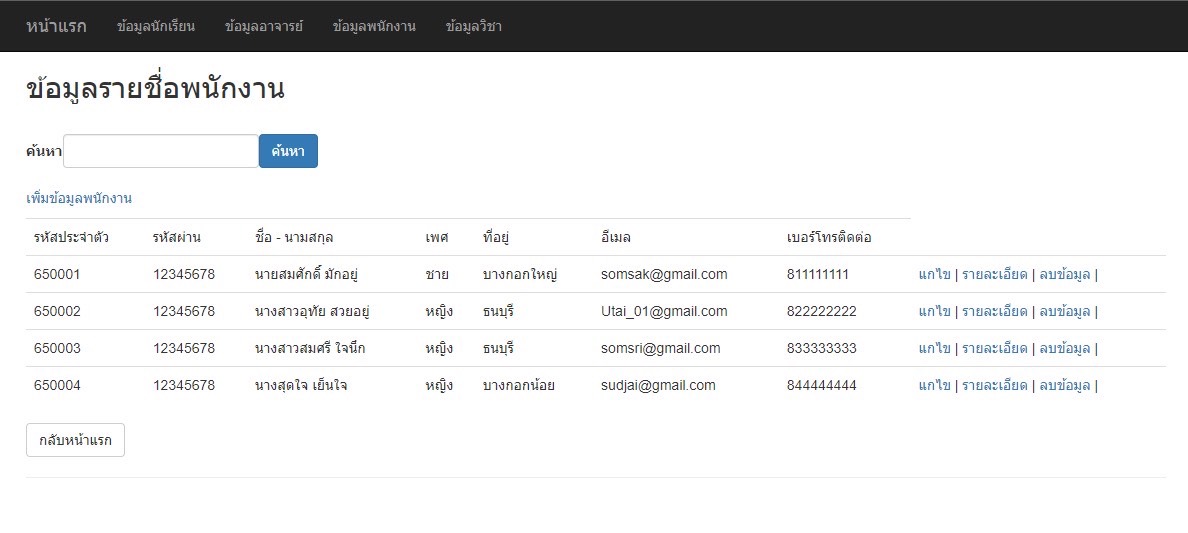 หน้าแรก ข้อมูลนักเรียน ข้อมูลอาจารย์ ข้อมูลพนักงาน ข้อมูลวิชา
ข้อมูลรายชื่อพนักงาน
ค้นหา ค้นหา
เพิ่มข้อมูลพนักงาน
รหัสประจำตัว รหัสผ่าน ชื่อ - นามสกุล เพศ ที่อยู่ อีเมล เบอร์โทรติดต่อ
650001 12345678 นายสมศักดิ์ มักอยู่ ชาย บางกอกใหญ่ somsak@gmail.com 811111111 แก้ไข | รายละเอียด | ลบข้อมูล |
650002 12345678 นางสาวอุทัย สวยอยู่ หญิง ธนบุรี Utai_01@gmail.com 822222222 แก้ไข | รายละเอียด | ลบข้อมูล |
650003 12345678 นางสาวสมศรี ใจนึก หญิง ธนบุรี somsri@gmail.com 833333333 แก้ไข | รายละเอียด | ลบข้อมูล |
650004 12345678 นางสุดใจ เย็นใจ หญิง บางกอกน้อย sudjai@gmail.com 844444444 แก้ไข | รายละเอียด | ลบข้อมูล |
กลับหน้าแรก